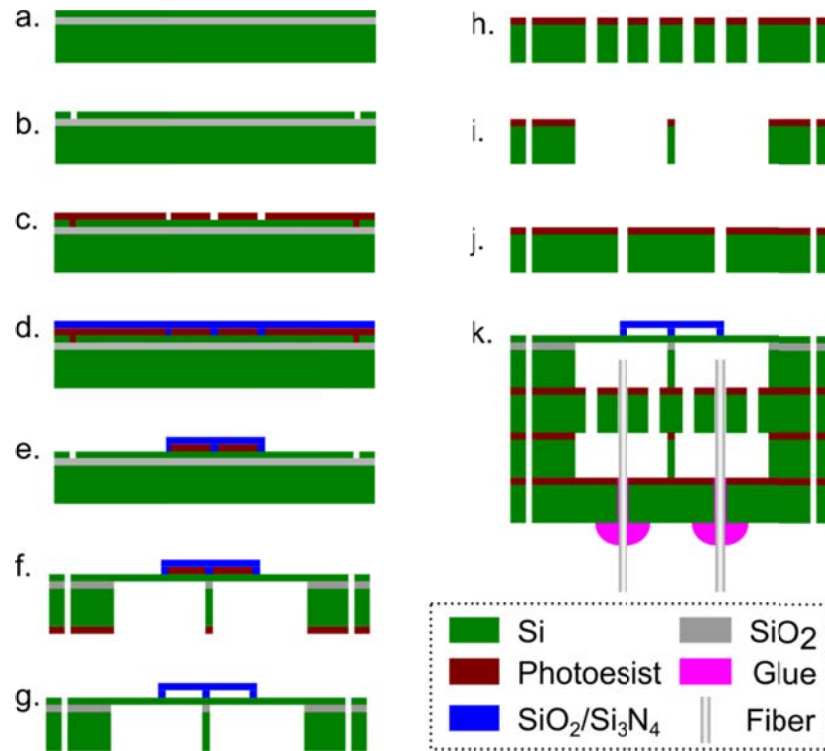 a.
b.
c.
d.
e.
f.
g.
h.
i.
j.
k.
Si
SiO2
Photoesist
Glue
SiO2/Si3N4
Fiber